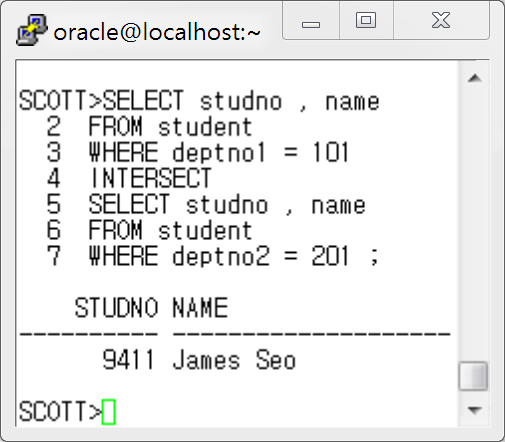 oracle@localhost:~
SCOTT>SELECT studno , name
  2  FROM student
  3  WHERE deptno1 = 101
  4  INTERSECT
  5  SELECT studno , name
  6  FROM student
  7  WHERE deptno2 = 201 ;
    STUDNO NAME
---------- --------------------
      9411 James Seo
SCOTT>